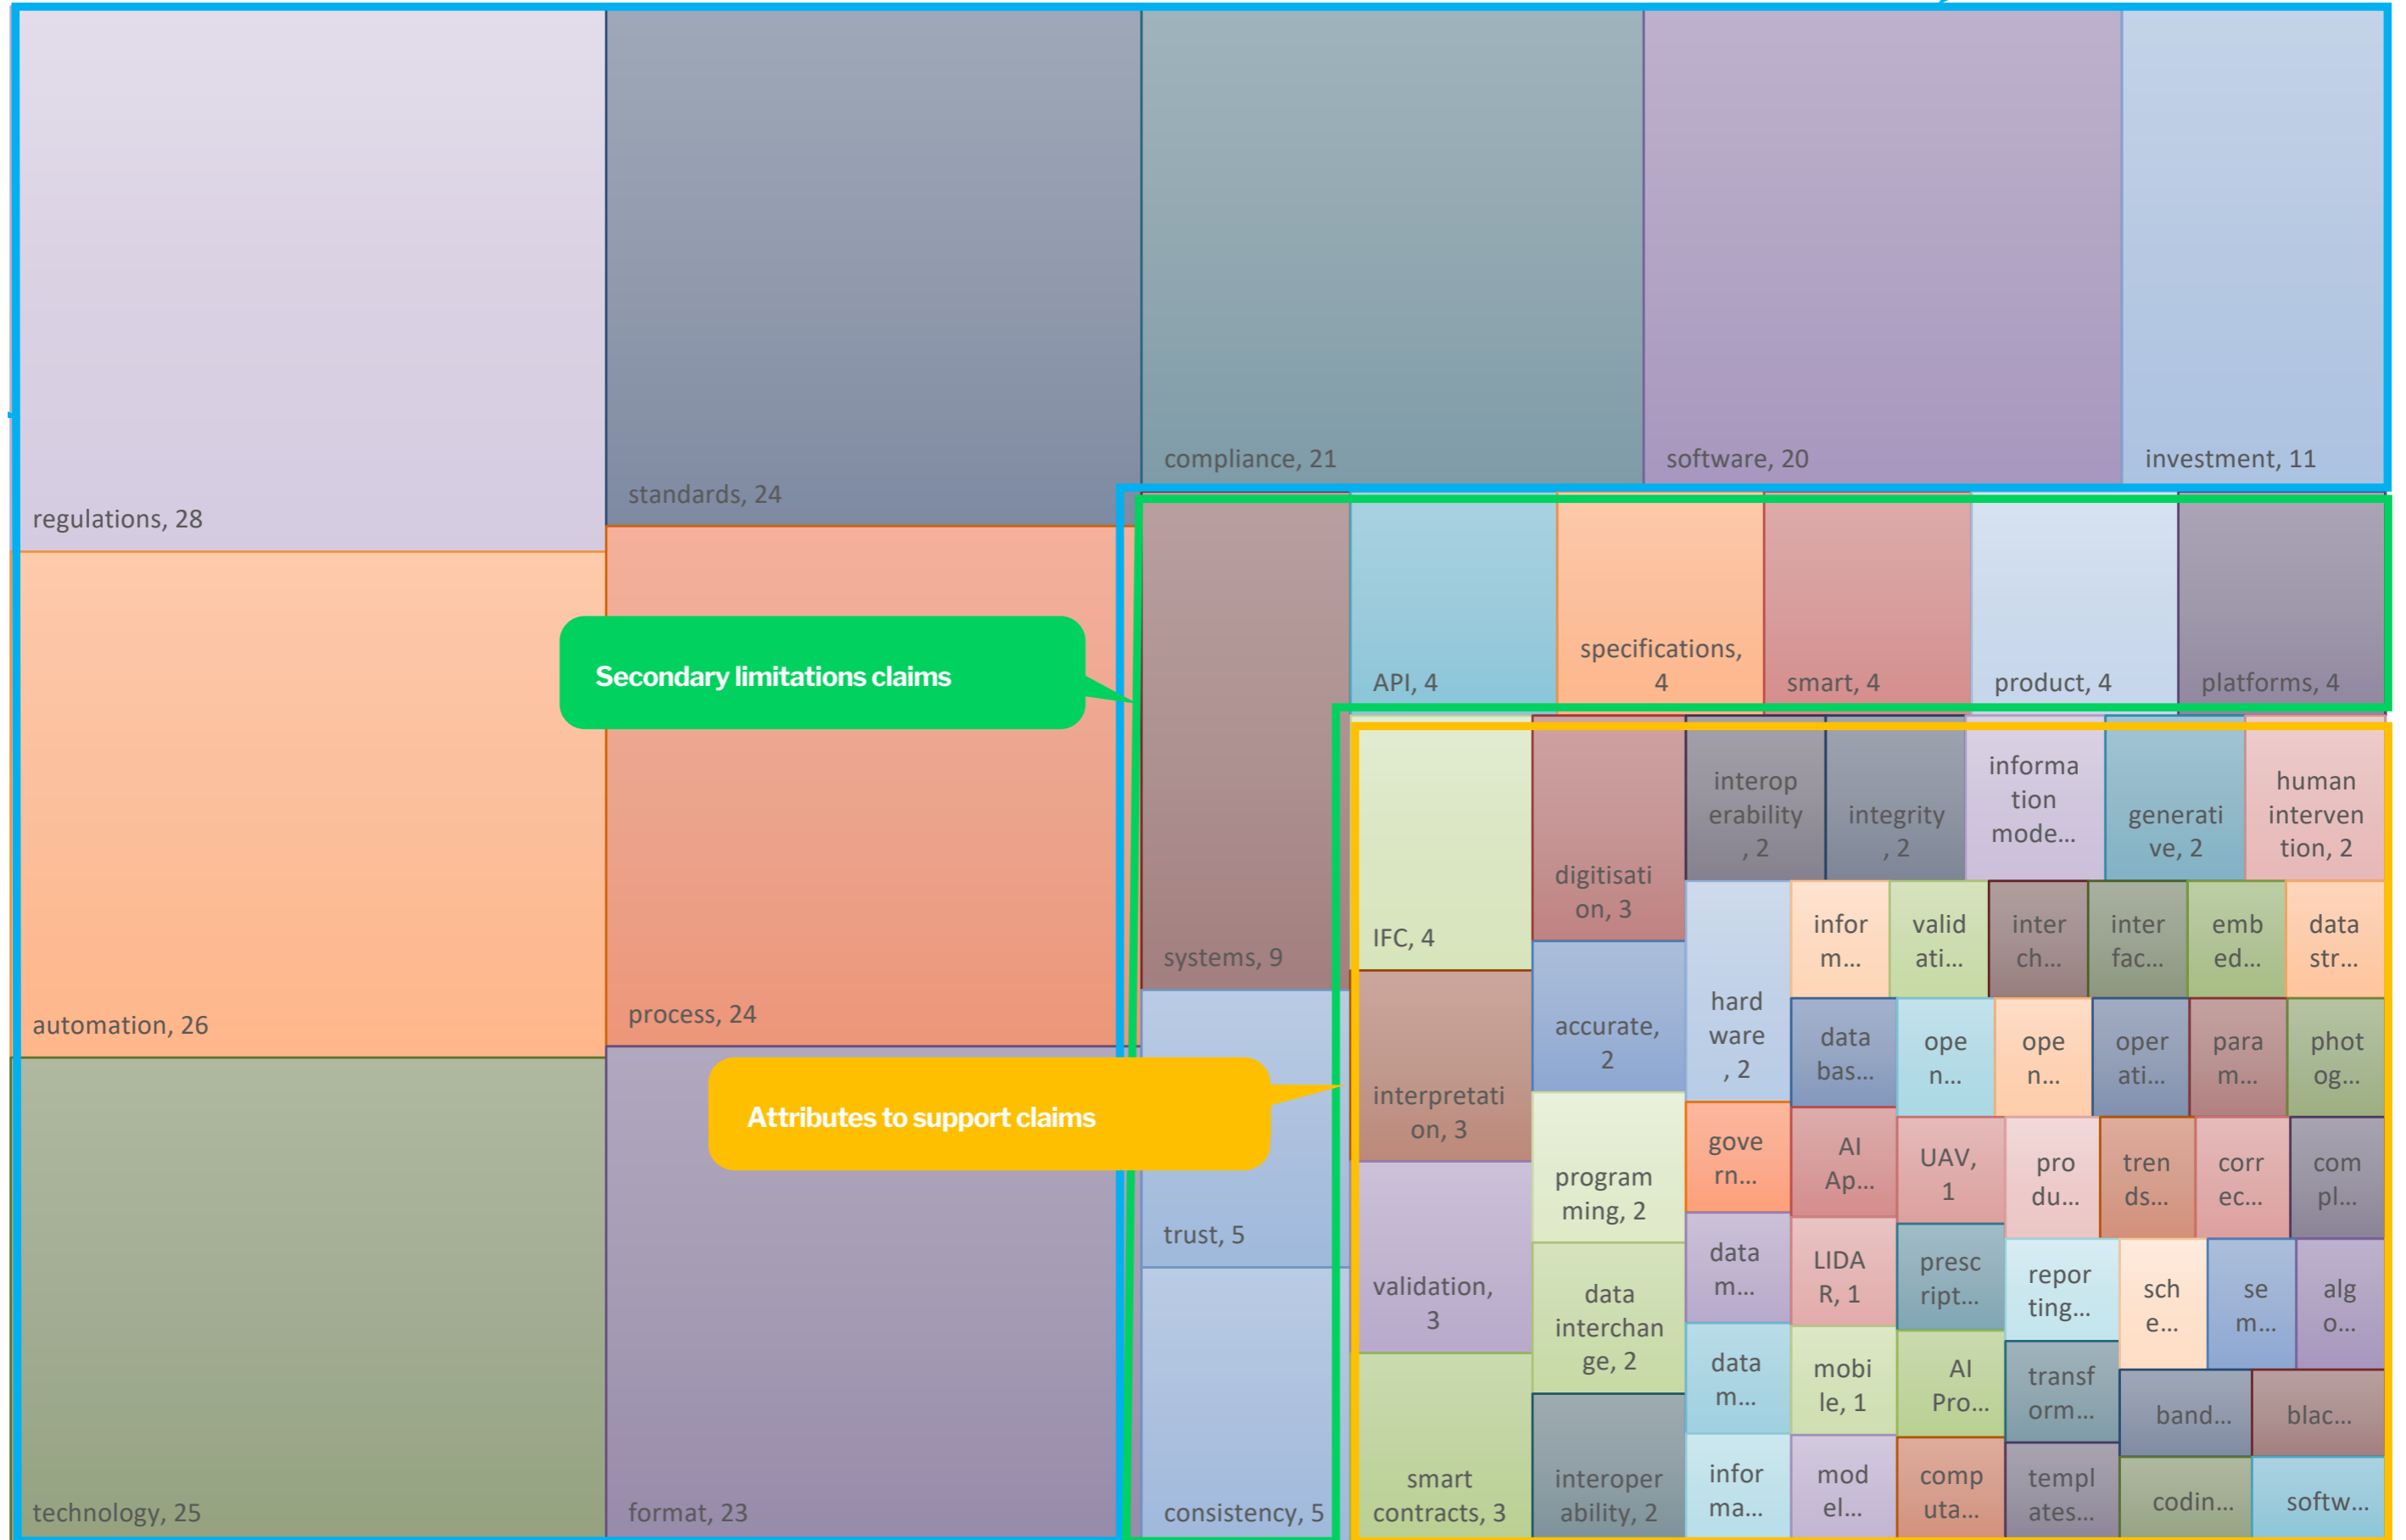 regulations, 28
standards, 24
compliance, 21
software, 20
investment, 11
automation, 26
process, 24
technology, 25
format, 23
Secondary limitations claims
Attributes to support claims
systems, 9
trust, 5
consistency, 5
API, 4
specifications,
4
smart, 4
product, 4
platforms, 4
IFC, 4
interpretati
on, 3
validation,
3
smart
contracts, 3
digitisati
on, 3
accurate,
2
program
ming, 2
data
interchan
ge, 2
interoper
ability, 2
interop
erability
, 2
integrity
, 2
informa
tion
mode...
generati
ve, 2
human
interven
tion, 2
hard
ware
, 2
gove
rn...
data
m...
data
m...
infor
ma...
infor
m...
valid
ati...
inter
ch...
inter
fac...
emb
ed...
data
str...
data
bas...
ope
n...
ope
n...
oper
ati...
para
m...
phot
og...
AI
Ap...
LIDA
R, 1
mobi
le, 1
mod
el...
UAV,
1
presc
ript...
AI
Pro...
comp
uta...
pro
du...
tren
ds...
corr
ec...
com
pl...
repor
ting...
transf
orm...
templ
ates...
sch
e...
se
m...
alg
o...
band...
blac...
codin...
softw...